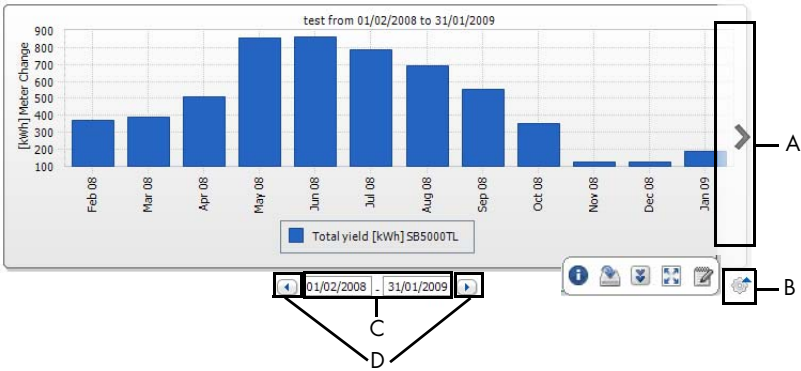 test from 01/02/2008 to 31/01/2009
[kWh] Meter Change
900
800
700
600
500
400
300
200
100
Feb 08
Mar 08
Apr 08
May 08
Jun 08
Jul 08
Aug 08
Sep 08
Oct 08
Nov 08
Dec 08
Jan 09
Total yield [kWh] SB5000TL
01/02/2008 - 31/01/2009
A
B
C
D